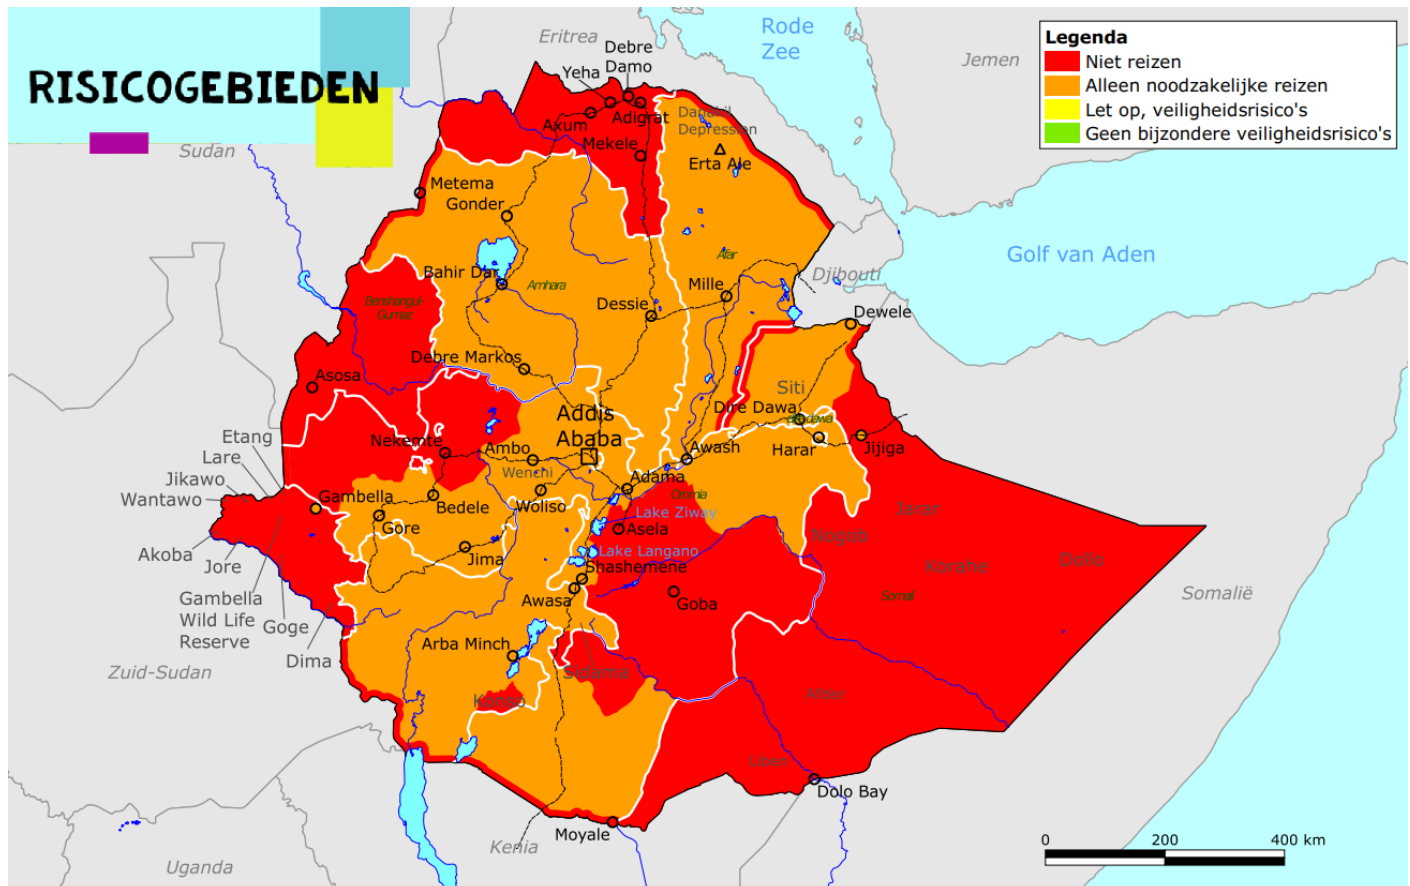 RISICOGEBIEDEN
Legenda
Niet reizen
Alleen noodzakelijke reizen
Let op, veiligheidsrisico's
Geen bijzondere veiligheidsrisico's
Rode
Zee
Eritrea
Jemen
Debre
Damo
Yeha
Axum
Adigrat
Danakil
Depression
Mekele
Erta Ale
Sudan
Metema
Gonder
Afar
Golf van Aden
Djibouti
Bahir Dar
Amhara
Mille
Benshangul-
Gumaz
Dessie
Dewele
Debre Markos
Asosa
Siti
Dire Dawa
Addis
Ababa
Etang
Nekemte
Ambo
Awash
Harar
Jijiga
Lare
Wenchi
Jikawo
Adama
Wantawo
Gambella
Bedele
Woliso
Oromia
Lake Ziway
Jarar
Gore
Asela
Nogob
Akoba
Jima
Lake Langano
Dollo
Jore
Shashemene
Korahe
Gambella
Wild Life
Reserve
Goge
Awasa
Goba
Somali
Somalië
Dima
Arba Minch
Zuid-Sudan
Sidama
Konso
Afder
Liben
Dolo Bay
Moyale
Kenia
Uganda
0
200
400 km